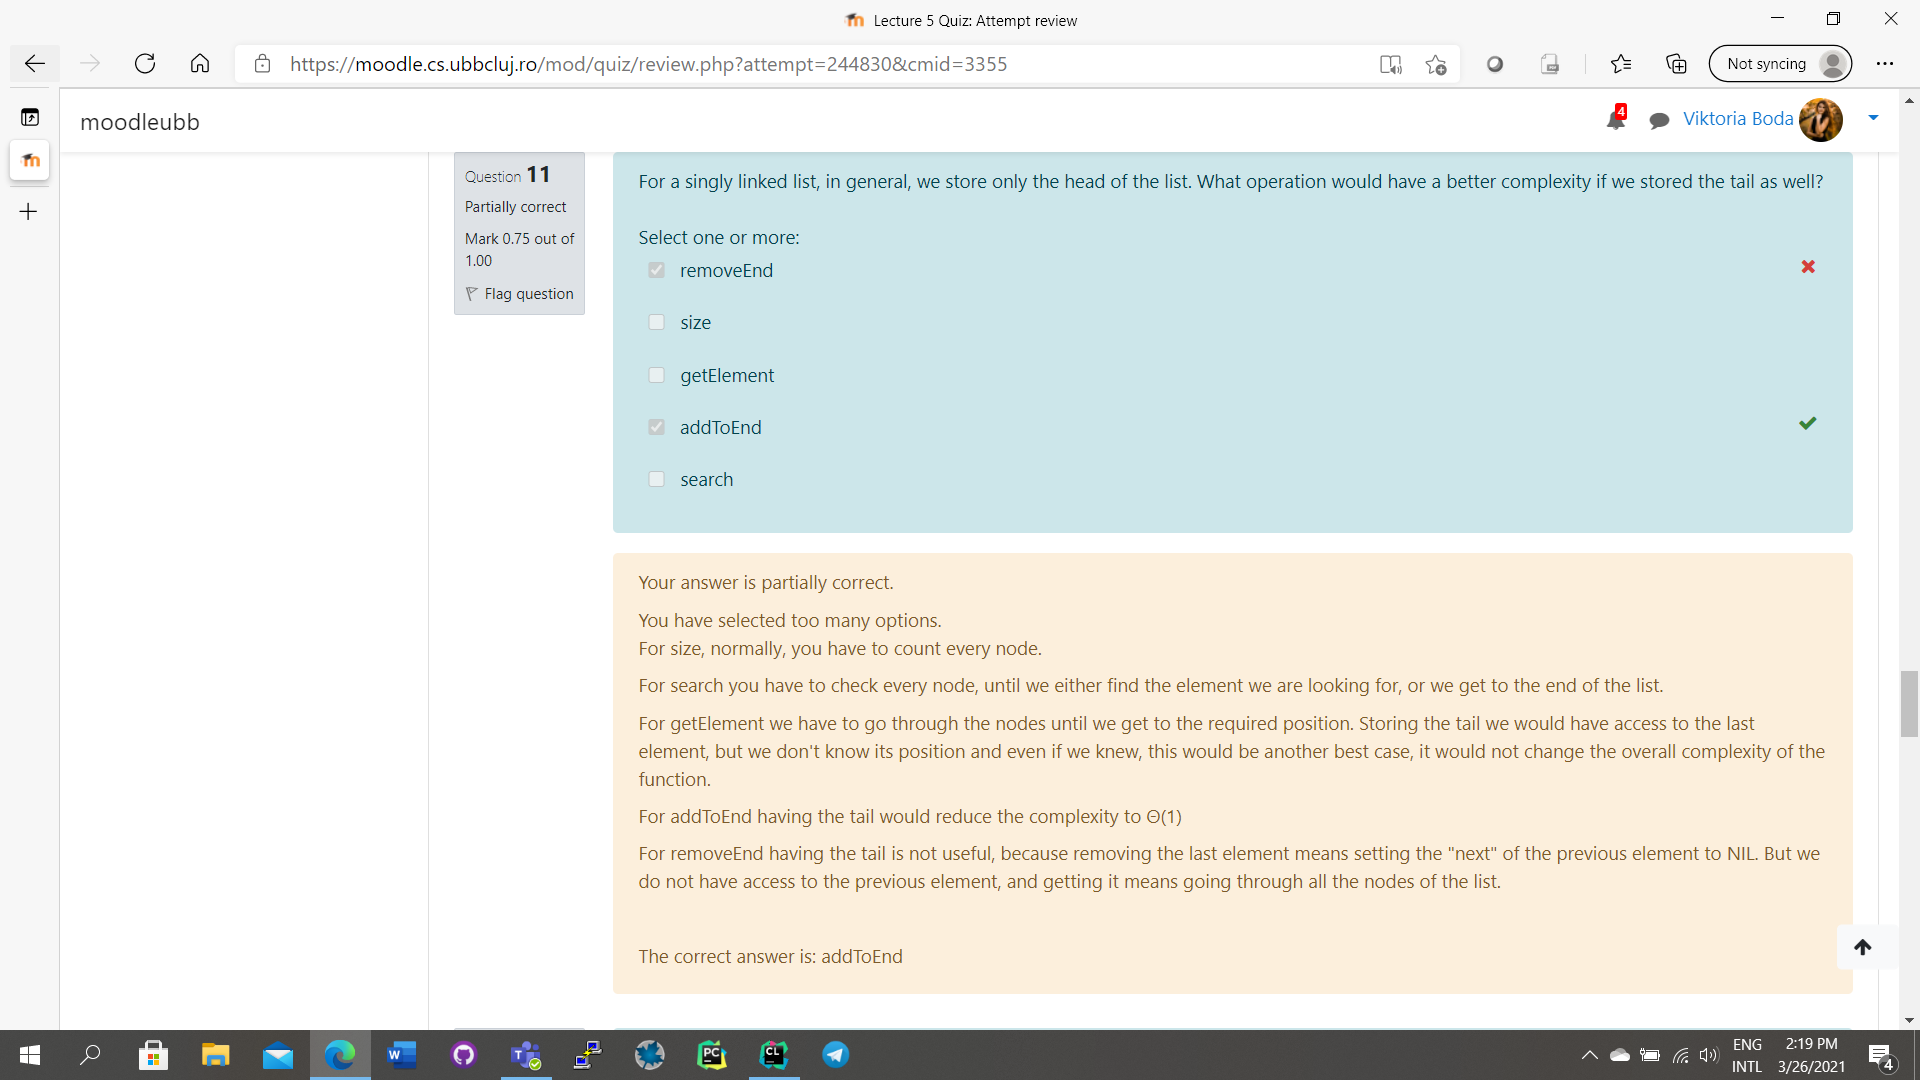 Lecture 5 Quiz: Attempt review
https://moodle.cs.ubbcluj.ro/mod/quiz/review.php?attempt=244830&cmid=3355
Not syncing
moodleubb
4
Viktoria Boda
Question 11
Partially correct
Mark 0.75 out of
1.00
Flag question
For a singly linked list, in general, we store only the head of the list. What operation would have a better complexity if we stored the tail as well?
Select one or more:
removeEnd
size
getElement
addToEnd
search
Your answer is partially correct.
You have selected too many options.
For size, normally, you have to count every node.
For search you have to check every node, until we either find the element we are looking for, or we get to the end of the list.
For getElement we have to go through the nodes until we get to the required position. Storing the tail we would have access to the last
element, but we don't know its position and even if we knew, this would be another best case, it would not change the overall complexity of the
function.
For addToEnd having the tail would reduce the complexity to Θ(1)
For removeEnd having the tail is not useful, because removing the last element means setting the "next" of the previous element to NIL. But we
do not have access to the previous element, and getting it means going through all the nodes of the list.
The correct answer is: addToEnd
ENG
INTL
2:19 PM
3/26/2021
4